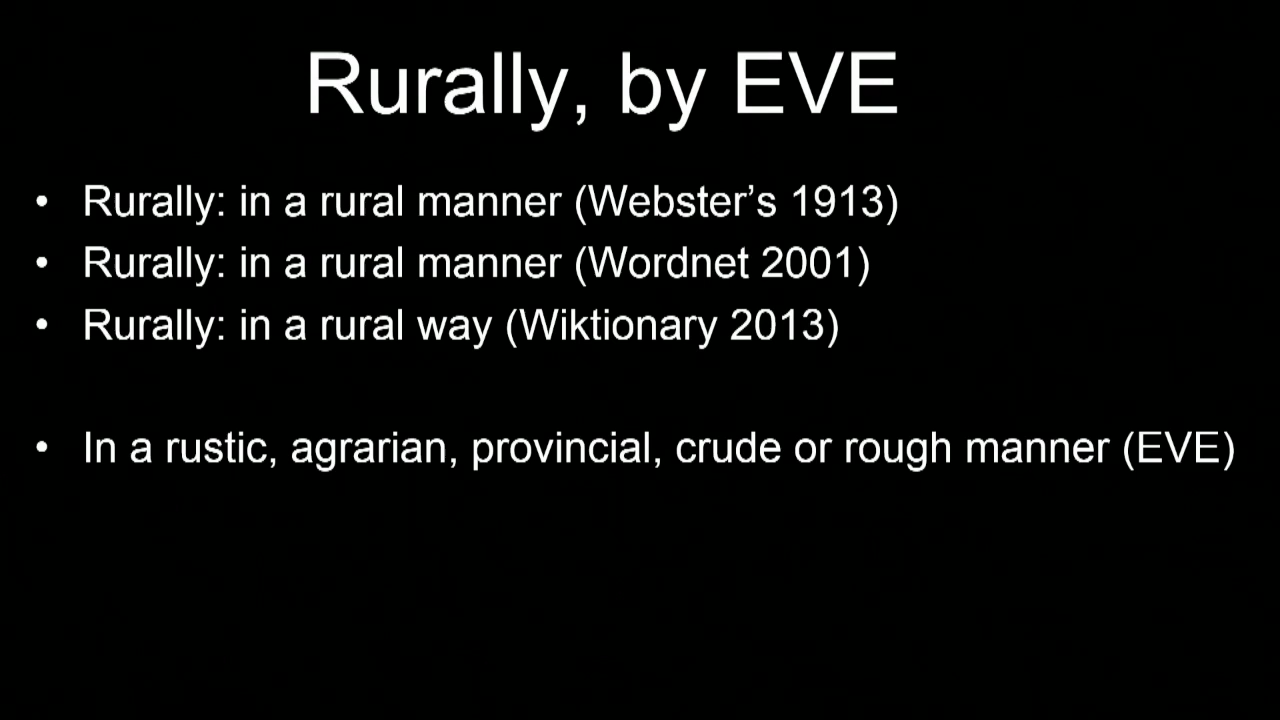 Rurally, by EVE
• Rurally: in a rural manner (Webster’s 1913)
• Rurally: in a rural manner (Wordnet 2001)
• Rurally: in a rural way (Wiktionary 2013)
• In a rustic, agrarian, provincial, crude or rough manner (EVE)